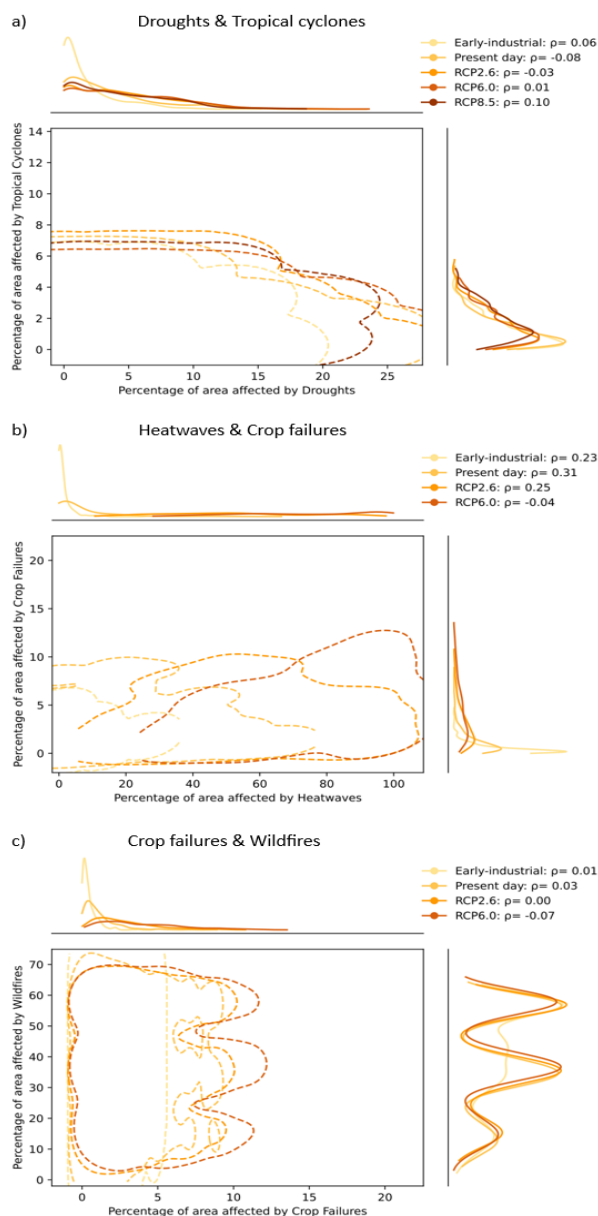 a)
Droughts & Tropical cyclones
Early-industrial: ρ= 0.06
Present day: ρ= -0.08
RCP2.6: ρ= -0.03
RCP6.0: ρ= 0.01
RCP8.5: ρ= 0.10
Percentage of area affected by Tropical Cyclones
14
12
10
8
6
4
2
0
0 5 10 15 20 25
Percentage of area affected by Droughts
b)
Heatwaves & Crop failures
Early-industrial: ρ= 0.23
Present day: ρ= 0.31
RCP2.6: ρ= 0.25
RCP6.0: ρ= -0.04
Percentage of area affected by Crop Failures
20
15
10
5
0
0 20 40 60 80 100
Percentage of area affected by Heatwaves
c)
Crop failures & Wildfires
Early-industrial: ρ= 0.01
Present day: ρ= 0.03
RCP2.6: ρ= 0.00
RCP6.0: ρ= -0.07
Percentage of area affected by Wildfires
70
60
50
40
30
20
10
0
0 5 10 15 20
Percentage of area affected by Crop Failures